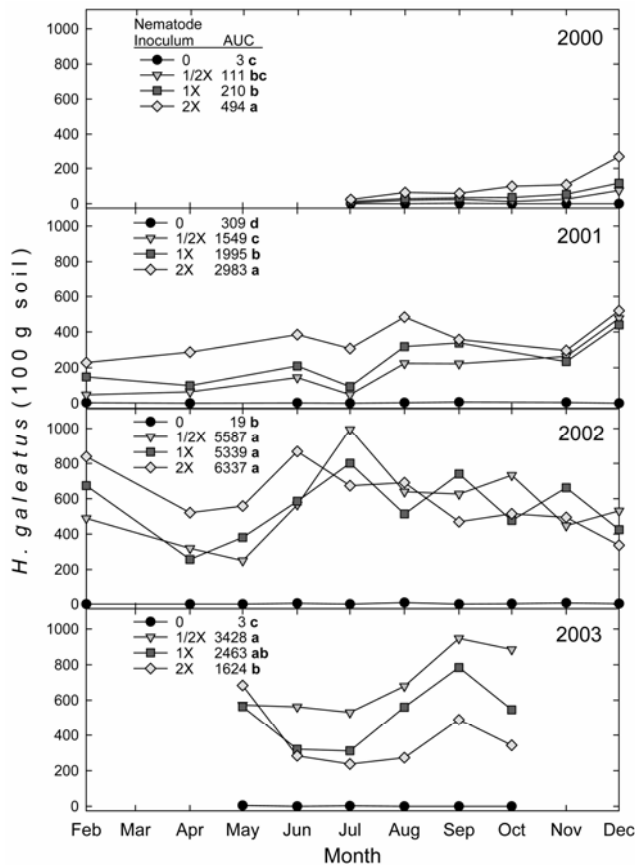 Nematode
Inoculum AUC
0 3 c
1/2X 111 bc
1X 210 b
2X 494 a
2000
1000
800
600
400
200
0
0 309 d
1/2X 1549 c
1X 1995 b
2X 2983 a
2001
1000
800
600
400
200
0
0 19 b
1/2X 5587 a
1X 5339 a
2X 6337 a
2002
1000
800
600
400
200
0
0 3 c
1/2X 3428 a
1X 2463 ab
2X 1624 b
2003
1000
800
600
400
200
0
H. galeatus (100 g soil)
Feb Mar Apr May Jun Jul Aug Sep Oct Nov Dec
Month